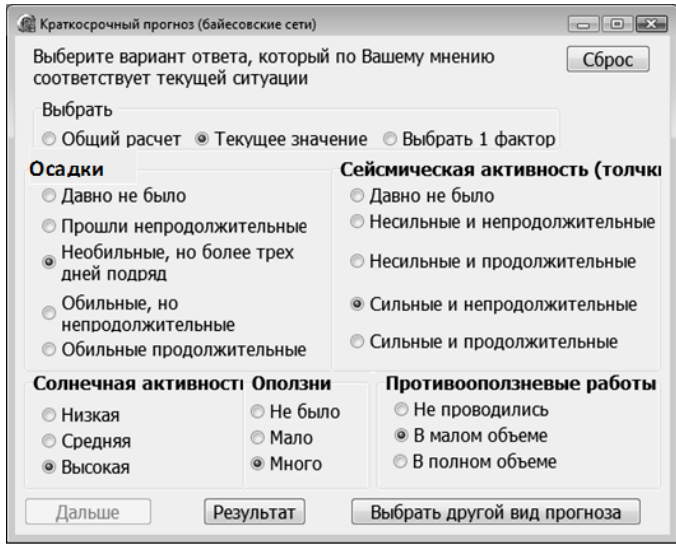 Краткосрочный прогноз (байесовские сети)
Выберите вариант ответа, который по Вашему мнению
соответствует текущей ситуации
Сброс
Выбрать
Общий расчет
Текущее значение
Выбрать 1 фактор
Осадки
Давно не было
Прошли непродолжительные
Необильные, но более трех
дней подряд
Обильные, но
непродолжительные
Обильные продолжительные
Сейсмическая активность (толчки
Давно не было
Несильные и непродолжительные
Несильные и продолжительные
Сильные и непродолжительные
Сильные и продолжительные
Солнечная активност
Низкая
Средняя
Высокая
Оползни
Не было
Мало
Много
Противооползневые работы
Не проводились
В малом объеме
В полном объеме
Дальше
Результат
Выбрать другой вид прогноза